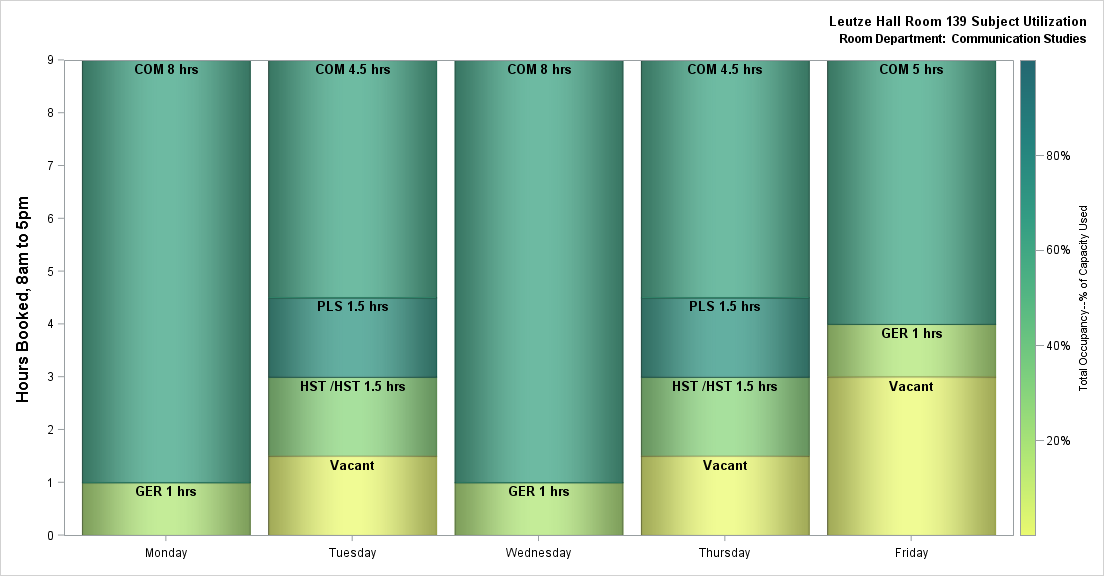 Leutze Hall Room 139 Subject Utilization
Room Department: Communication Studies
Hours Booked, 8am to 5pm
9
8
7
6
5
4
3
2
1
0
COM 8 hrs
GER 1 hrs
COM 4.5 hrs
PLS 1.5 hrs
HST /HST 1.5 hrs
Vacant
COM 8 hrs
GER 1 hrs
COM 4.5 hrs
PLS 1.5 hrs
HST /HST 1.5 hrs
Vacant
COM 5 hrs
GER 1 hrs
Vacant
Monday
Tuesday
Wednesday
Thursday
Friday
80%
60%
40%
20%
Total Occupancy--% of Capacity Used